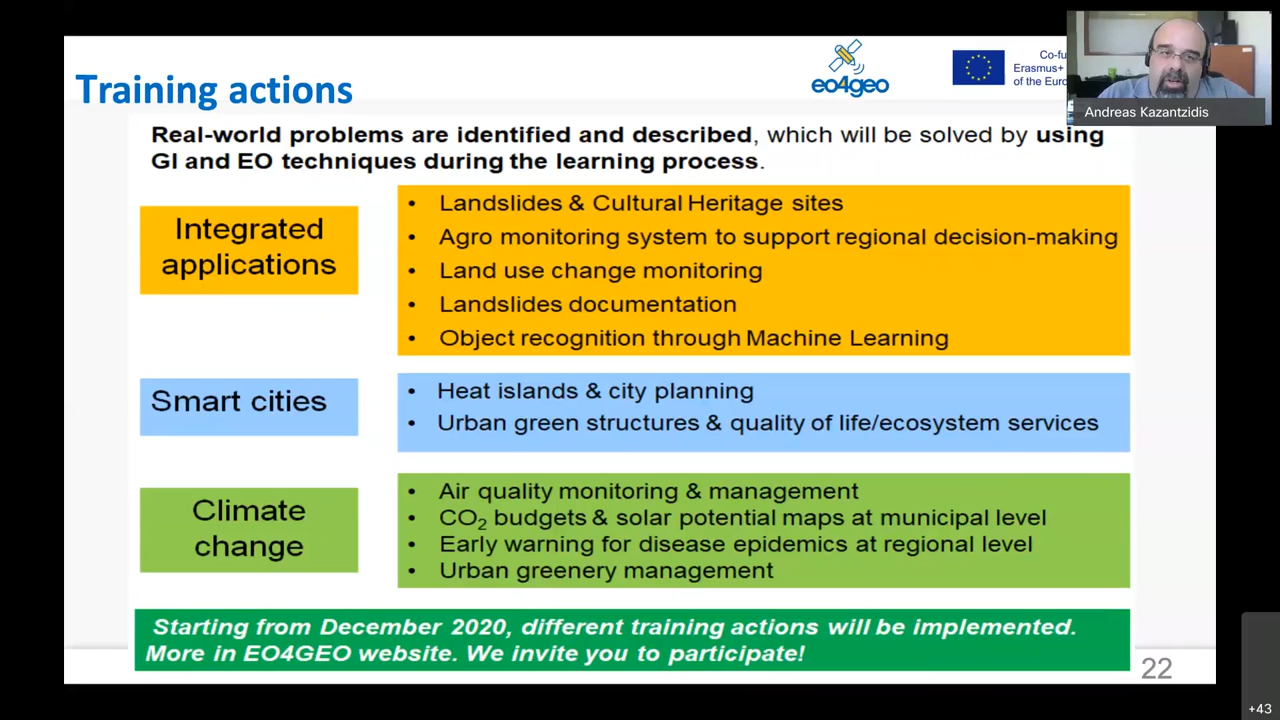 Training actions
eo4geo
Co-fu
Erasmus+
of the Euro
Andreas Kazantzidis
Real-world problems are identified and described, which will be solved by using
GI and EO techniques during the learning process.
Integrated
applications
• Landslides & Cultural Heritage sites
• Agro monitoring system to support regional decision-making
• Land use change monitoring
• Landslides documentation
• Object recognition through Machine Learning
Smart cities
• Heat islands & city planning
• Urban green structures & quality of life/ecosystem services
Climate
change
• Air quality monitoring & management
• CO₂ budgets & solar potential maps at municipal level
• Early warning for disease epidemics at regional level
• Urban greenery management
Starting from December 2020, different training actions will be implemented.
More in EO4GEO website. We invite you to participate!
22
+43